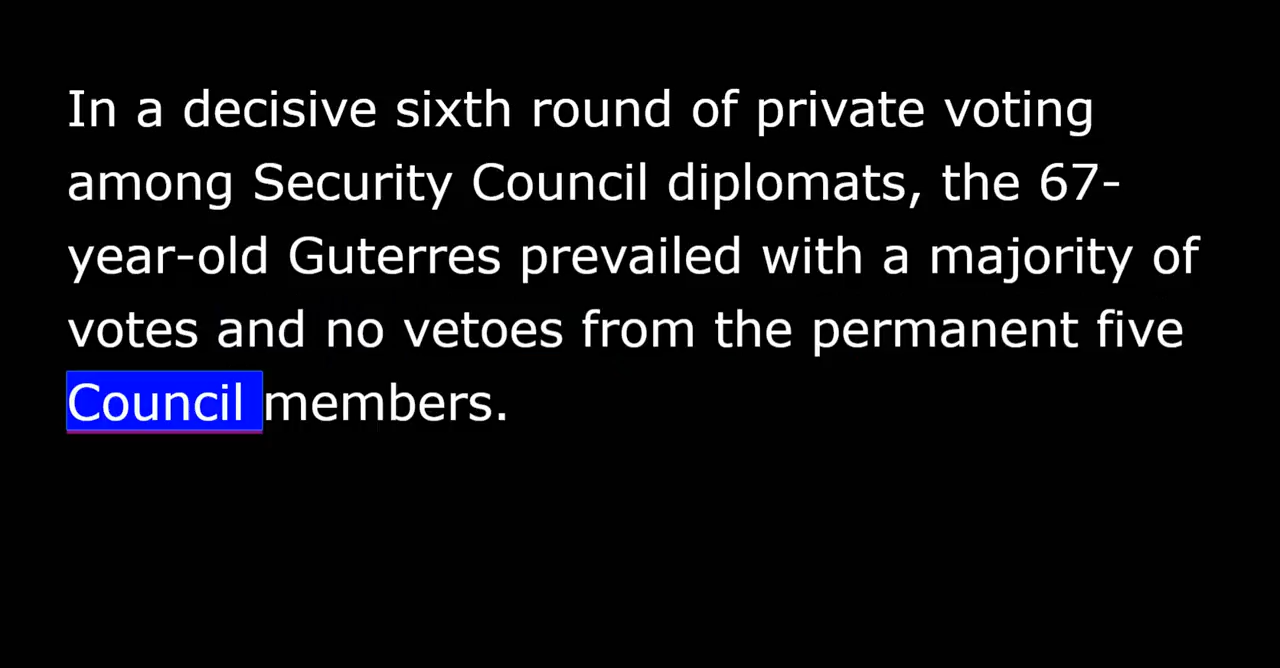 In a decisive sixth round of private voting
among Security Council diplomats, the 67-
year-old Guterres prevailed with a majority of
votes and no vetoes from the permanent five
Council members.